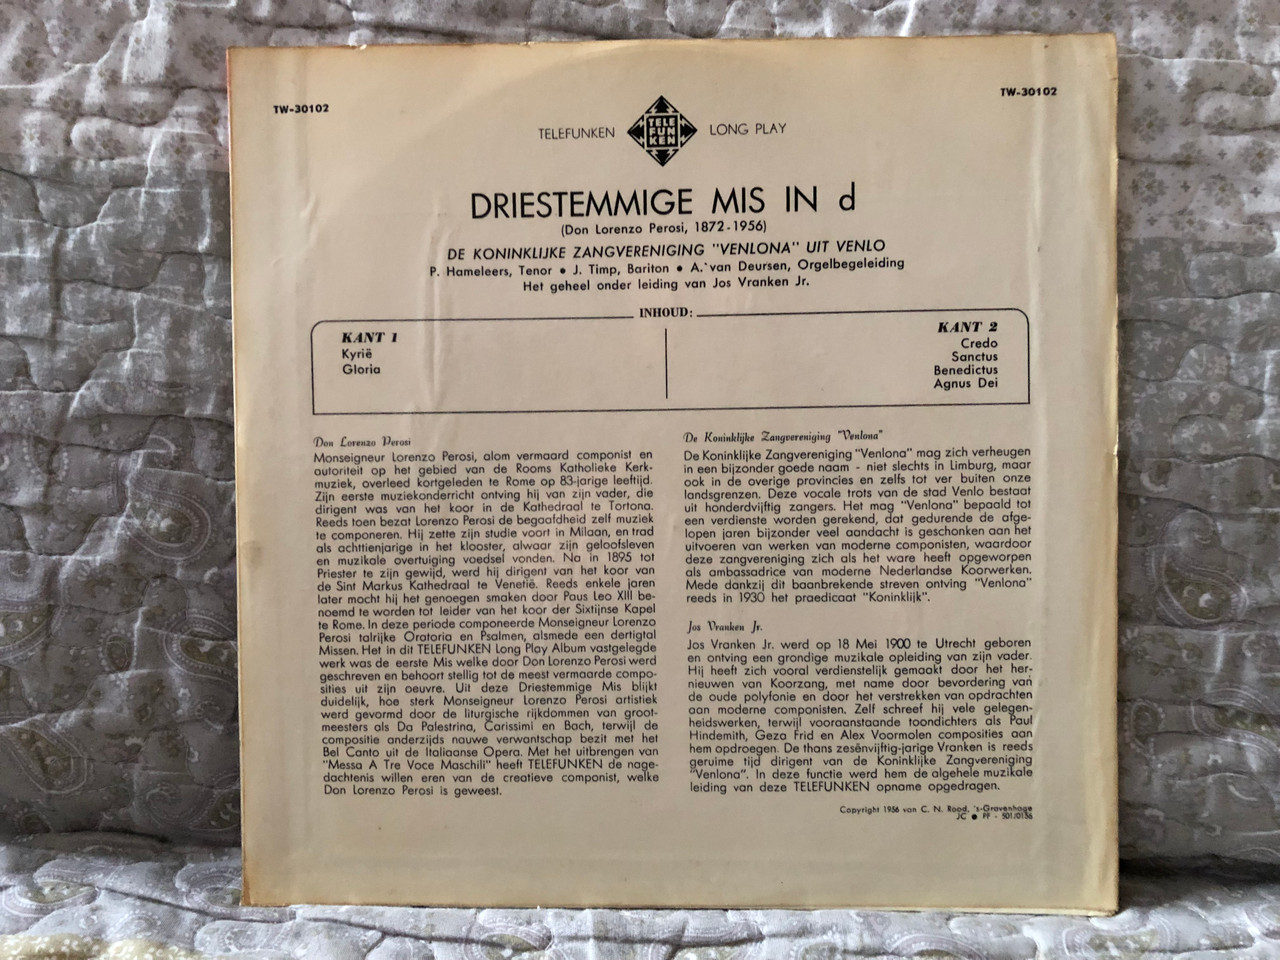 TW-30102
TW-30102
TELEFUNKEN
TELE
FUN
KEN
LONG PLAY
DRIESTEMMIGE MIS IN d
(Don Lorenzo Perosi, 1872-1956)
DE KONINKLIJKE ZANGVERENIGING "VENLONA" UIT VENLO
P. Hameleers, Tenor • J. Timp, Bariton • A. van Deursen, Orgelbegeleiding
Het geheel onder leiding van Jos Vranken Jr.
INHOUD:
KANT 1
Kyrië
Gloria
KANT 2
Credo
Sanctus
Benedictus
Agnus Dei
Don Lorenzo Perosi
Monseigneur Lorenzo Perosi, alom vermaard componist en
autoriteit op het gebied van de Rooms Katholieke Kerk-
muziek, overleed kortgeleden te Rome op 83-jarige leeftijd.
Zijn eerste muziekonderricht ontving hij van zijn vader, die
dirigent was van het koor in de Kathedraal te Tortona.
Reeds toen bezat Lorenzo Perosi de begaafdheid zelf muziek
te componeren. Hij zette zijn studie voort in Milaan, en trad
als achttienjarige in het klooster, alwaar zijn geloofsleven
en muzikale overtuiging voedsel vonden. Na in 1895 tot
Priester te zijn gewijd, werd hij dirigent van het koor van
de Sint Markus Kathedraal te Venetië. Reeds enkele jaren
later mocht hij het genoegen smaken door Paus Leo XIII be-
noemd te worden tot leider van het koor der Sixtijnse Kapel
te Rome. In deze periode componeerde Monseigneur Lorenzo
Perosi talrijke Oratoria en Psalmen, alsmede een dertigtal
Missen. Het in dit TELEFUNKEN Long Play Album vastgelegde
werk was de eerste Mis welke door Don Lorenzo Perosi werd
geschreven en behoort stellig tot de meest vermaarde compo-
sities uit zijn oeuvre. Uit deze Driestemmige Mis blijkt
duidelijk, hoe sterk Monseigneur Lorenzo Perosi artistiek
werd gevormd door de liturgische rijkdommen van groot-
meesters als Da Palestrina, Carissimi en Bach, terwijl de
compositie anderzijds nauwe verwantschap bezit met het
Bel Canto uit de Italiaanse Opera. Met het uitbrengen van
"Messa A Tre Voce Maschili" heeft TELEFUNKEN de nage-
dachtenis willen eren van de creatieve componist, welke
Don Lorenzo Perosi is geweest.
De Koninklijke Zangvereniging "Venlona"
De Koninklijke Zangvereniging "Venlona" mag zich verheugen
in een bijzonder goede naam - niet slechts in Limburg, maar
ook in de overige provincies en zelfs tot ver buiten onze
landsgrenzen. Deze vocale trots van de stad Venlo bestaat
uit honderdvijftig zangers. Het mag "Venlona" bepaald tot
een verdienste worden gerekend, dat gedurende de afge-
lopen jaren bijzonder veel aandacht is geschonken aan het
uitvoeren van werken van moderne componisten, waardoor
deze zangvereniging zich als het ware heeft opgeworpen
als ambassadrice van moderne Nederlandse Koorwerken.
Mede dankzij dit baanbrekende streven ontving "Venlona"
reeds in 1930 het praedicaat "Koninklijk".
Jos Vranken Jr.
Jos Vranken Jr. werd op 18 Mei 1900 te Utrecht geboren
en ontving een grondige muzikale opleiding van zijn vader.
Hij heeft zich vooral verdienstelijk gemaakt door het her-
nieuwen van Koorzang, met name door bevordering van
de oude polyfonie en door het verstrekken van opdrachten
aan moderne componisten. Zelf schreef hij vele gelegen-
heidswerken, terwijl vooraanstaande toondichters als Paul
Hindemith, Geza Frid en Alex Voormolen composities aan
hem opdroegen. De thans zesënvijftig-jarige Vranken is reeds
geruime tijd dirigent van de Koninklijke Zangvereniging
"Venlona". In deze functie werd hem de algehele muzikale
leiding van deze TELEFUNKEN opname opgedragen.
Copyright 1956 van C. N. Rood, 's-Gravenhage
JC • PF - 501/0156